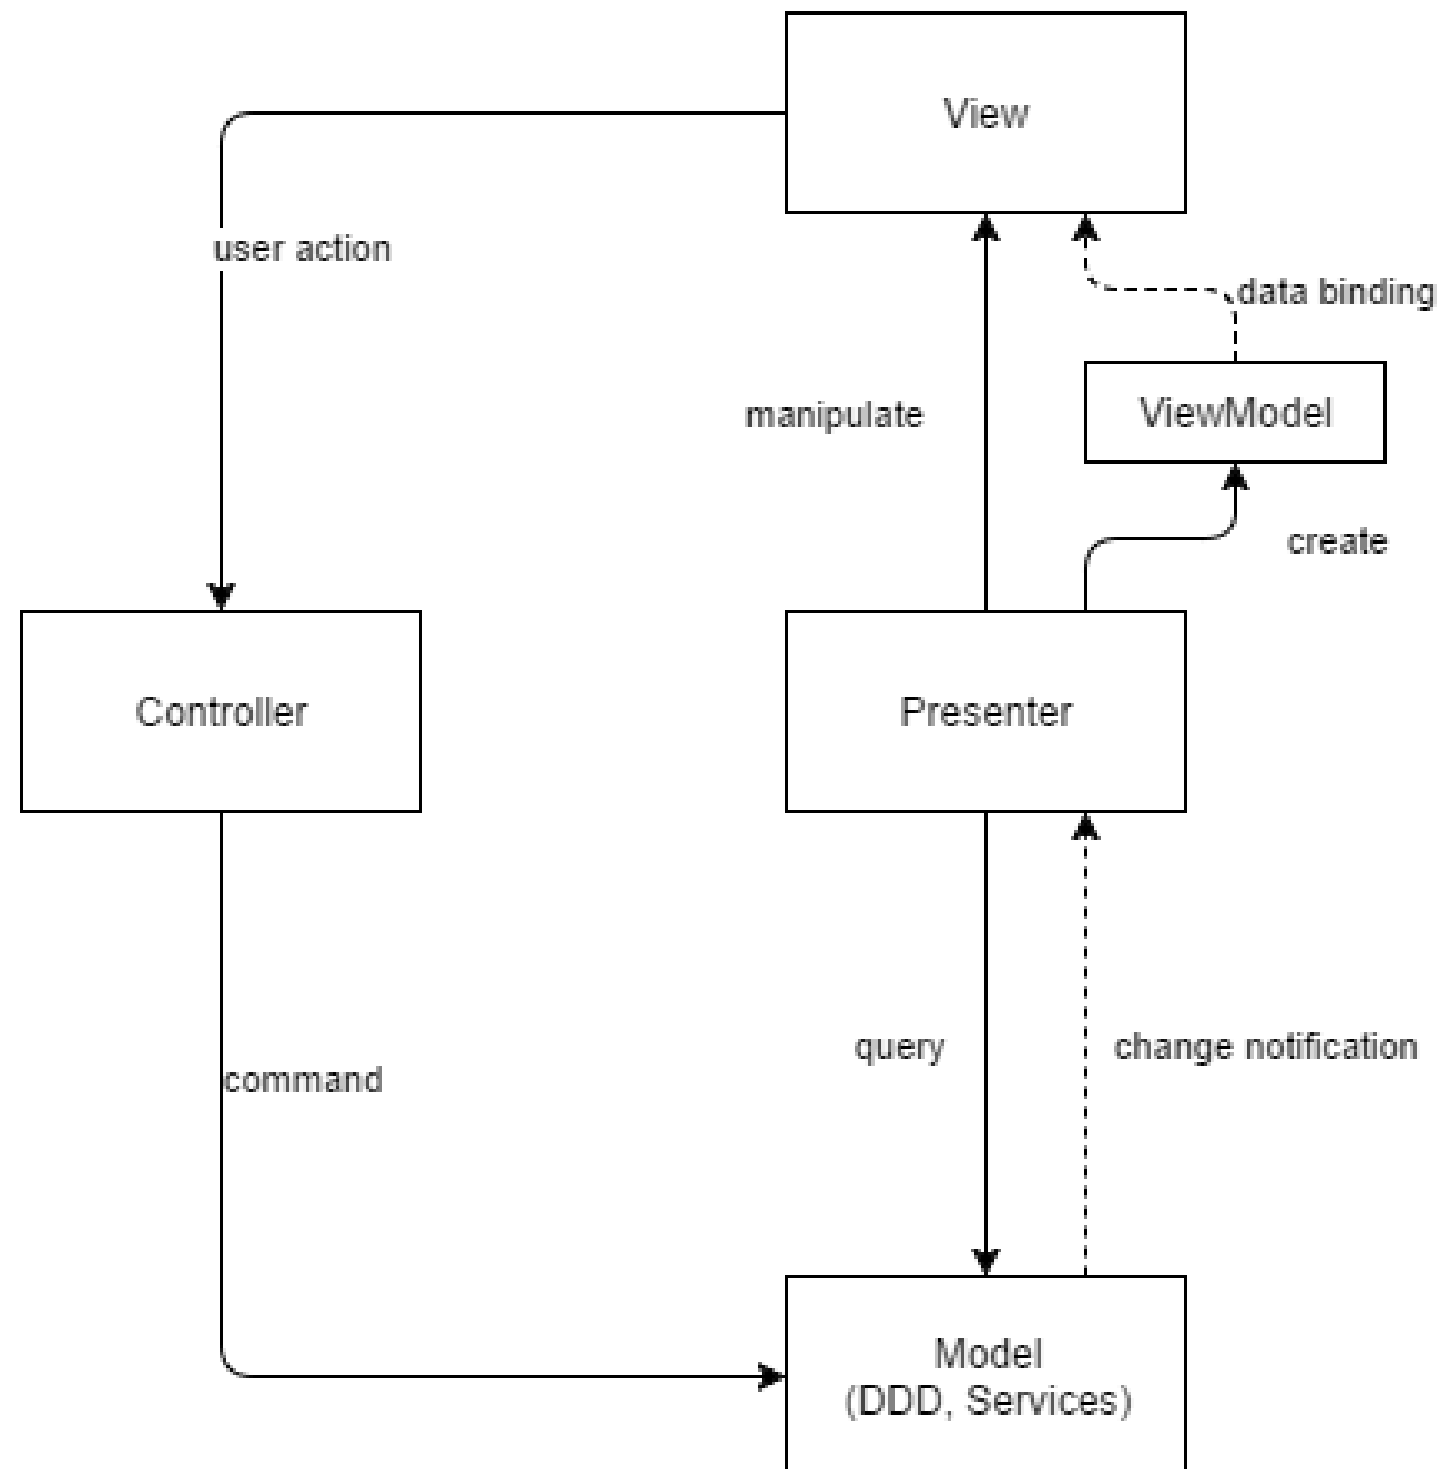 View
user action
data binding
manipulate
ViewModel
create
Controller
Presenter
query
change notification
command
Model
(DDD, Services)